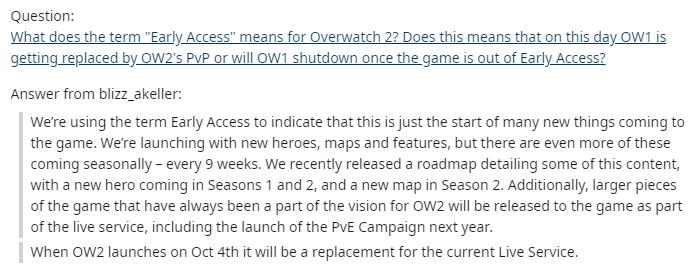 Question:
What does the term "Early Access" means for Overwatch 2? Does this means that on this day OW1 is
getting replaced by OW2's PvP or will OW1 shutdown once the game is out of Early Access?
Answer from blizz_akeller:
We’re using the term Early Access to indicate that this is just the start of many new things coming to
the game. We’re launching with new heroes, maps and features, but there are even more of these
coming seasonally – every 9 weeks. We recently released a roadmap detailing some of this content,
with a new hero coming in Seasons 1 and 2, and a new map in Season 2. Additionally, larger pieces
of the game that have always been a part of the vision for OW2 will be released to the game as part
of the live service, including the launch of the PvE Campaign next year.
When OW2 launches on Oct 4th it will be a replacement for the current Live Service.